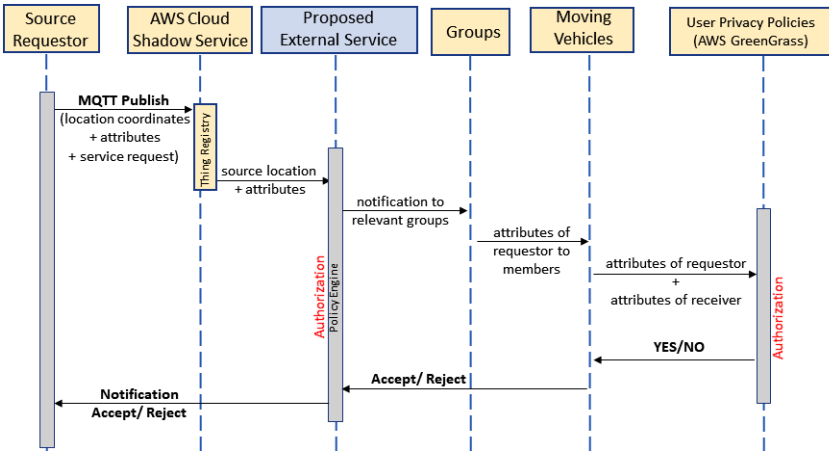 Source
Requestor
AWS Cloud
Shadow Service
Proposed
External Service
Groups
Moving
Vehicles
User Privacy Policies
(AWS GreenGrass)
MQTT Publish
(location coordinates
+ attributes
+ service request)
Thing Registry
source location
+ attributes
notification to
relevant groups
attributes of
requestor to
members
attributes of requestor
+
attributes of receiver
Authorization
Policy Engine
Authorization
YES/NO
Accept/ Reject
Notification
Accept/ Reject